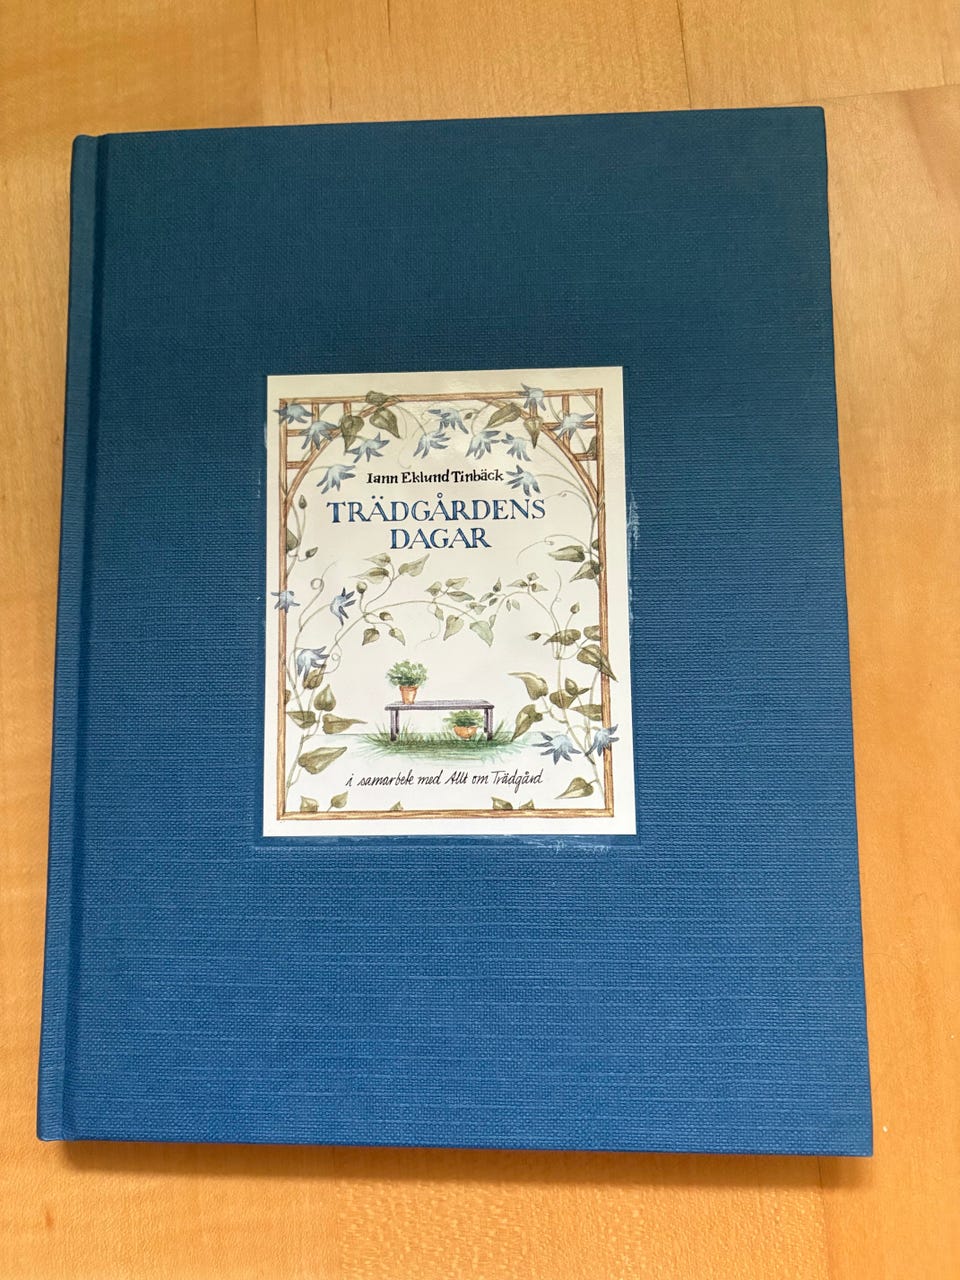 Iann Eklund Tinbäck
TRÄDGÅRDENS
DAGAR
i samarbete med Allt om Trädgård